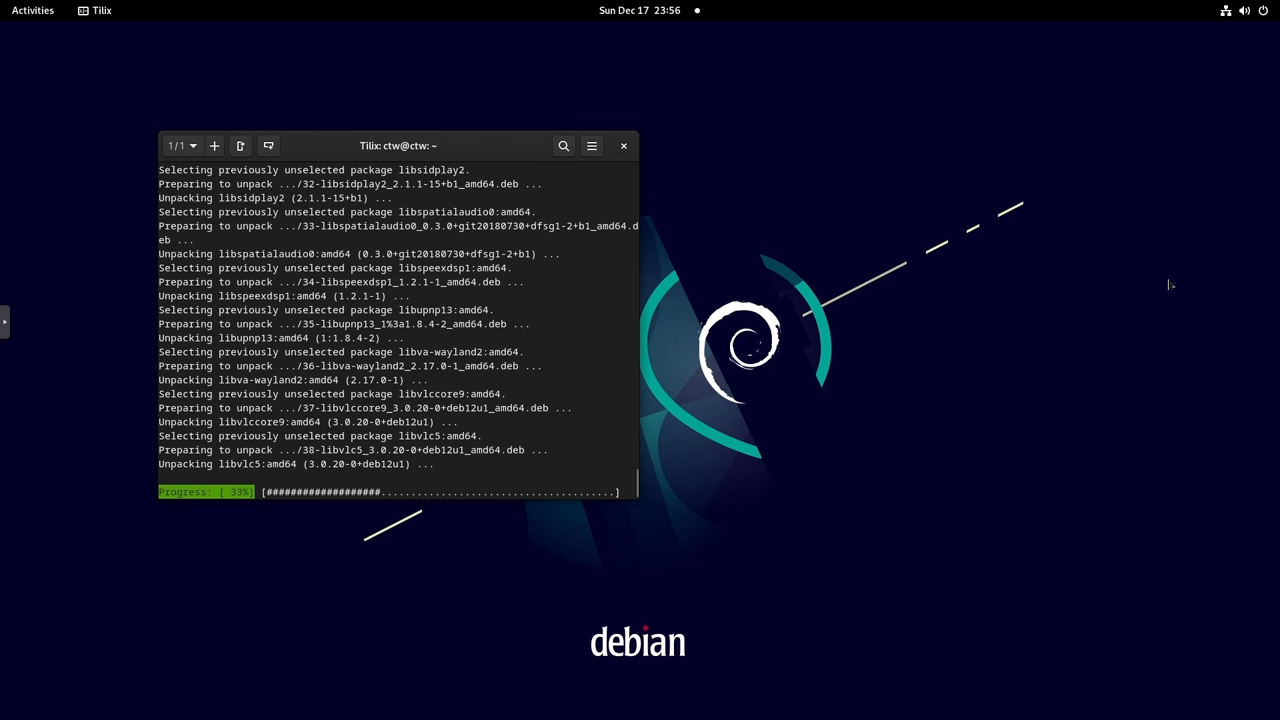 Activities
Tilix
Sun Dec 17 23:56
1/1
Tilix: ctw@ctw: ~
Selecting previously unselected package libsidplay2.
Preparing to unpack .../32-libsidplay2_2.1.1-15+b1_amd64.deb ...
Unpacking libsidplay2 (2.1.1-15+b1) ...
Selecting previously unselected package libspatialaudio0:amd64.
Preparing to unpack .../33-libspatialaudio0_0.3.0+git20180730+dfsg1-2+b1_amd64.d
eb ...
Unpacking libspatialaudio0:amd64 (0.3.0+git20180730+dfsg1-2+b1) ...
Selecting previously unselected package libspeexdsp1:amd64.
Preparing to unpack .../34-libspeexdsp1_1.2.1-1_amd64.deb ...
Unpacking libspeexdsp1:amd64 (1.2.1-1) ...
Selecting previously unselected package libupnp13:amd64.
Preparing to unpack .../35-libupnp13_1%3a1.8.4-2_amd64.deb ...
Unpacking libupnp13:amd64 (1:1.8.4-2) ...
Selecting previously unselected package libva-wayland2:amd64.
Preparing to unpack .../36-libva-wayland2_2.17.0-1_amd64.deb ...
Unpacking libva-wayland2:amd64 (2.17.0-1) ...
Selecting previously unselected package libvlccore9:amd64.
Preparing to unpack .../37-libvlccore9_3.0.20-0+deb12u1_amd64.deb ...
Unpacking libvlccore9:amd64 (3.0.20-0+deb12u1) ...
Selecting previously unselected package libvlc5:amd64.
Preparing to unpack .../38-libvlc5_3.0.20-0+deb12u1_amd64.deb ...
Unpacking libvlc5:amd64 (3.0.20-0+deb12u1) ...
Progress: [ 33%] [###################.......................................]
debian